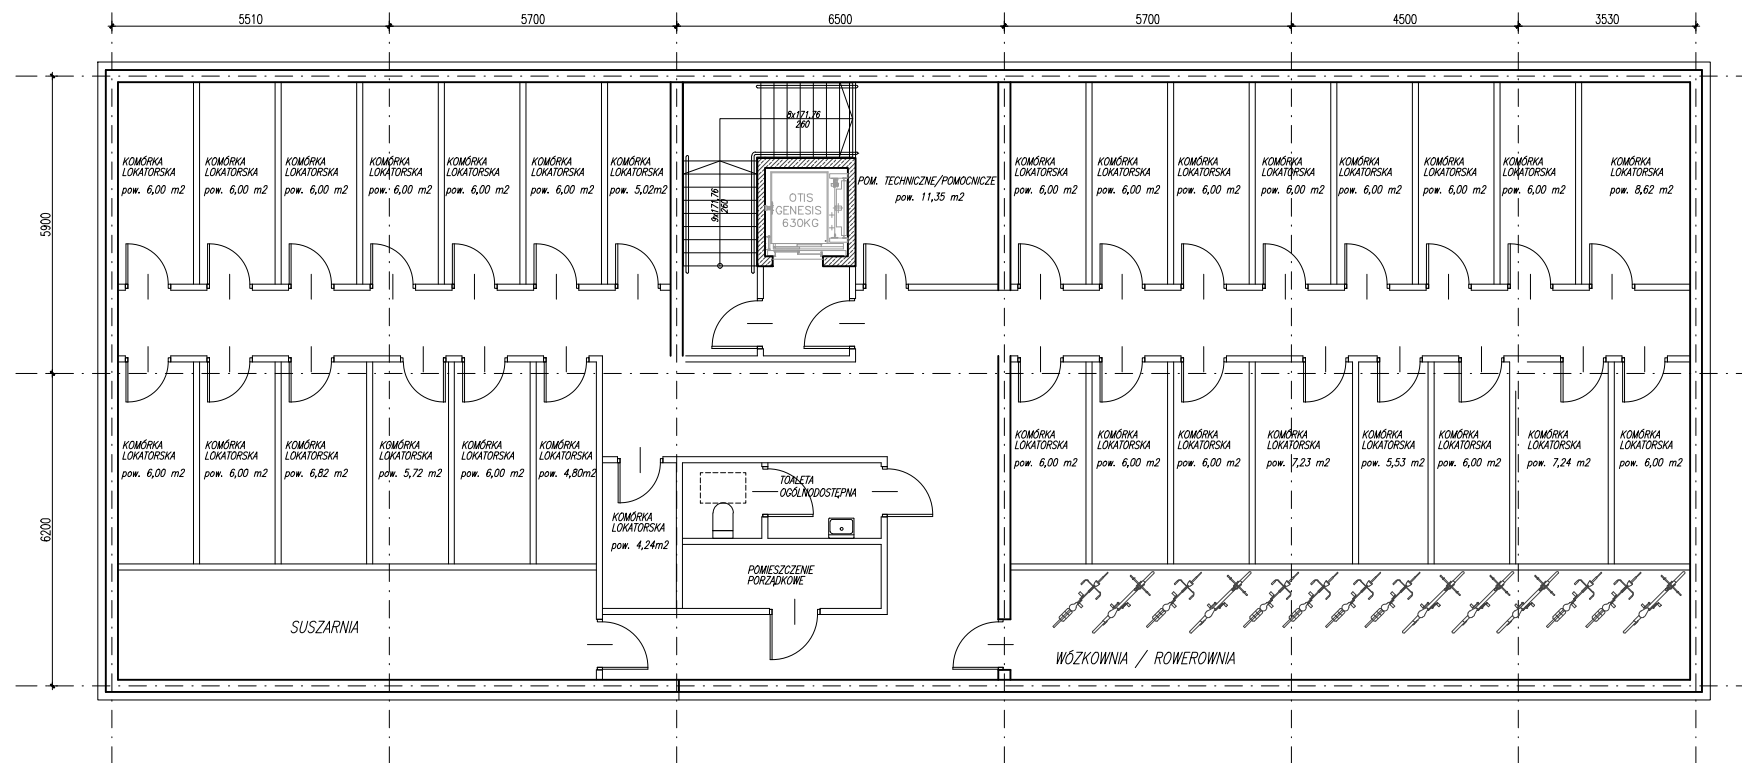 5510
5700
6500
5700
4500
3530
5900
6200
KOMÓRKA
LOKATORSKA
pow. 6,00 m2
KOMÓRKA
LOKATORSKA
pow. 6,00 m2
KOMÓRKA
LOKATORSKA
pow. 6,00 m2
KOMÓRKA
LOKATORSKA
pow. 6,00 m2
KOMÓRKA
LOKATORSKA
pow. 6,00 m2
KOMÓRKA
LOKATORSKA
pow. 6,00 m2
KOMÓRKA
LOKATORSKA
pow. 5,02m2
8x171,76
260
9x171,76
260
OTIS
GENESIS
630KG
POM. TECHNICZNE/POMOCNICZE
pow. 11,35 m2
KOMÓRKA
LOKATORSKA
pow. 6,00 m2
KOMÓRKA
LOKATORSKA
pow. 6,00 m2
KOMÓRKA
LOKATORSKA
pow. 6,00 m2
KOMÓRKA
LOKATORSKA
pow. 6,00 m2
KOMÓRKA
LOKATORSKA
pow. 6,00 m2
KOMÓRKA
LOKATORSKA
pow. 6,00 m2
KOMÓRKA
LOKATORSKA
pow. 6,00 m2
KOMÓRKA
LOKATORSKA
pow. 8,62 m2
KOMÓRKA
LOKATORSKA
pow. 6,00 m2
KOMÓRKA
LOKATORSKA
pow. 6,00 m2
KOMÓRKA
LOKATORSKA
pow. 6,82 m2
KOMÓRKA
LOKATORSKA
pow. 5,72 m2
KOMÓRKA
LOKATORSKA
pow. 6,00 m2
KOMÓRKA
LOKATORSKA
pow. 4,80m2
KOMÓRKA
LOKATORSKA
pow. 4,24m2
TOALETA
OGÓLNODOSTĘPNA
POMIESZCZENIE
PORZĄDKOWE
KOMÓRKA
LOKATORSKA
pow. 6,00 m2
KOMÓRKA
LOKATORSKA
pow. 6,00 m2
KOMÓRKA
LOKATORSKA
pow. 6,00 m2
KOMÓRKA
LOKATORSKA
pow. 7,23 m2
KOMÓRKA
LOKATORSKA
pow. 5,53 m2
KOMÓRKA
LOKATORSKA
pow. 6,00 m2
KOMÓRKA
LOKATORSKA
pow. 7,24 m2
KOMÓRKA
LOKATORSKA
pow. 6,00 m2
SUSZARNIA
WÓZKOWNIA / ROWEROWNIA